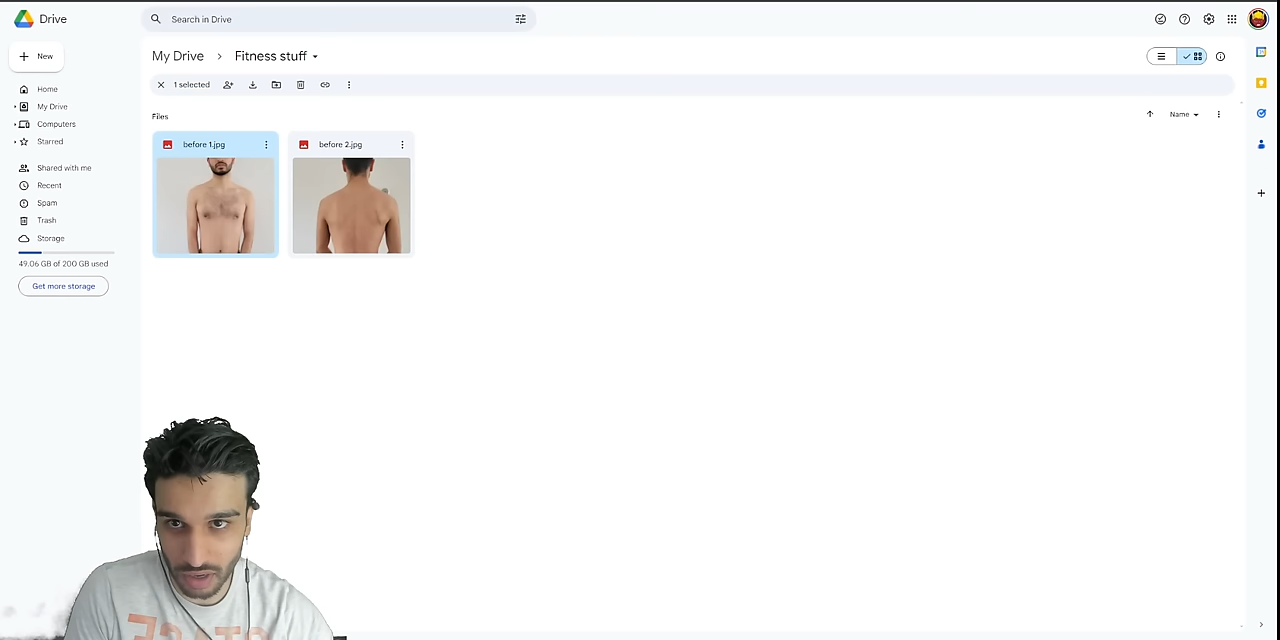 Drive
Search in Drive
New
My Drive
Fitness stuff
1 selected
Home
My Drive
Computers
Starred
Shared with me
Recent
Spam
Trash
Storage
49.06 GB of 200 GB used
Get more storage
Files
Name
before 1.jpg
before 2.jpg